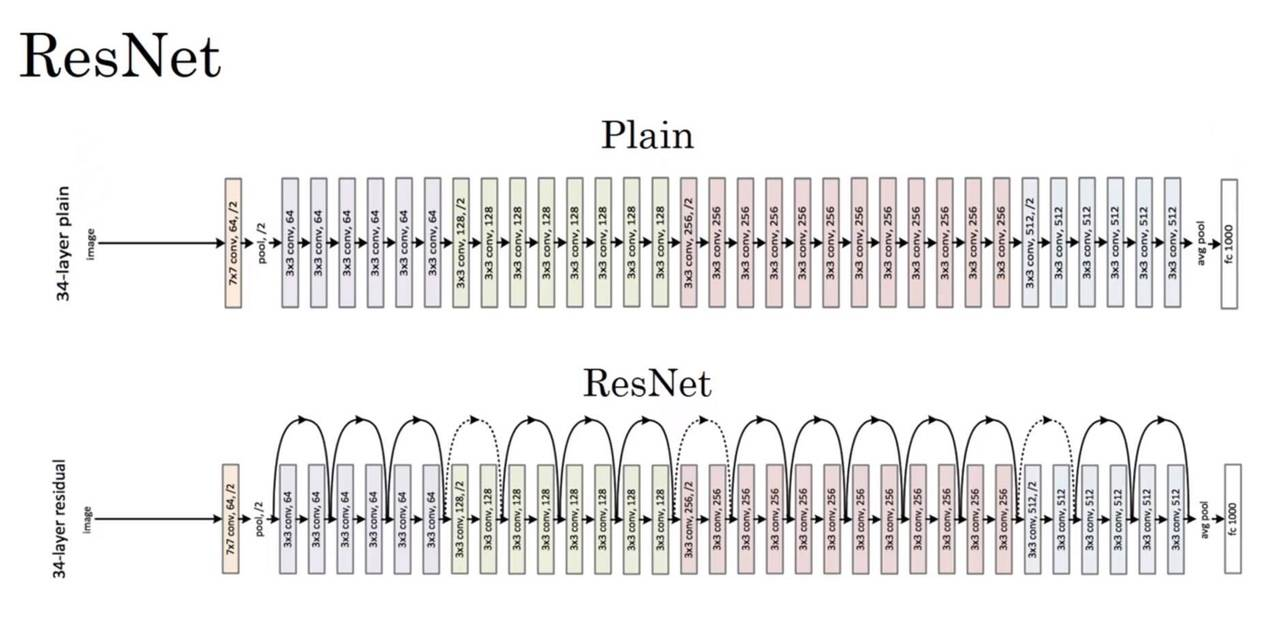 ResNet
Plain
34-layer plain
image
7x7 conv, 64, /2
pool, /2
3x3 conv, 64
3x3 conv, 64
3x3 conv, 64
3x3 conv, 64
3x3 conv, 64
3x3 conv, 64
3x3 conv, 128, /2
3x3 conv, 128
3x3 conv, 128
3x3 conv, 128
3x3 conv, 128
3x3 conv, 128
3x3 conv, 128
3x3 conv, 128
3x3 conv, 256, /2
3x3 conv, 256
3x3 conv, 256
3x3 conv, 256
3x3 conv, 256
3x3 conv, 256
3x3 conv, 256
3x3 conv, 256
3x3 conv, 256
3x3 conv, 256
3x3 conv, 256
3x3 conv, 256
3x3 conv, 512, /2
3x3 conv, 512
3x3 conv, 512
3x3 conv, 512
3x3 conv, 512
3x3 conv, 512
avg pool
fc 1000
ResNet
34-layer residual
image
7x7 conv, 64, /2
pool, /2
3x3 conv, 64
3x3 conv, 64
3x3 conv, 64
3x3 conv, 64
3x3 conv, 64
3x3 conv, 64
3x3 conv, 128, /2
3x3 conv, 128
3x3 conv, 128
3x3 conv, 128
3x3 conv, 128
3x3 conv, 128
3x3 conv, 128
3x3 conv, 128
3x3 conv, 256, /2
3x3 conv, 256
3x3 conv, 256
3x3 conv, 256
3x3 conv, 256
3x3 conv, 256
3x3 conv, 256
3x3 conv, 256
3x3 conv, 256
3x3 conv, 256
3x3 conv, 256
3x3 conv, 256
3x3 conv, 512, /2
3x3 conv, 512
3x3 conv, 512
3x3 conv, 512
3x3 conv, 512
3x3 conv, 512
avg pool
fc 1000